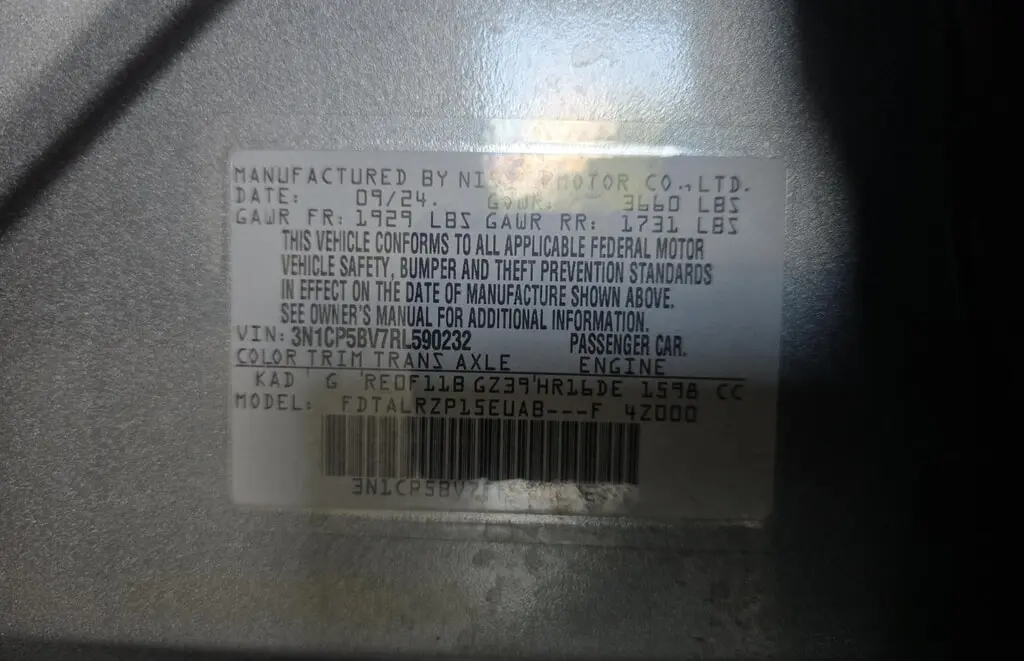 MANUFACTURED BY MOTOR CO.,LTD.
DATE: 09/24. GVWR: 3660 LBS
GAWR FR: 1929 LBS GAWR RR: 1731 LBS
THIS VEHICLE CONFORMS TO ALL APPLICABLE FEDERAL MOTOR
VEHICLE SAFETY, BUMPER AND THEFT PREVENTION STANDARDS
IN EFFECT ON THE DATE OF MANUFACTURE SHOWN ABOVE.
SEE OWNER'S MANUAL FOR ADDITIONAL INFORMATION.
VIN: 3N1CP5BV7RL590232 PASSENGER CAR.
COLOR TRIM TRANS AXLE ENGINE
KAD G 'RE0F11B GZ39'HR16DE 1598 CC
MODEL: FDTALRZP15EUAB---F 4Z000